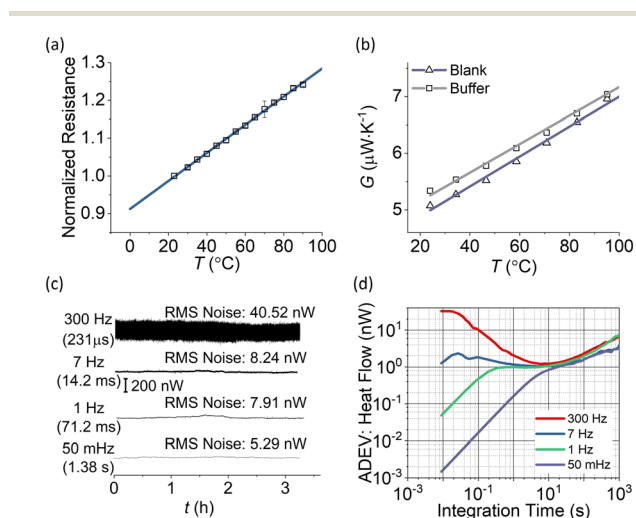 (a)
Normalized Resistance
1.3
1.2
1.1
1.0
0.9
0
20
40
60
80
100
T (°C)
(b)
Blank
Buffer
G (μW·K⁻¹)
7
6
5
20
40
60
80
100
T (°C)
(c)
300 Hz
(231μs)
RMS Noise: 40.52 nW
7 Hz
(14.2 ms)
RMS Noise: 8.24 nW
200 nW
1 Hz
(71.2 ms)
RMS Noise: 7.91 nW
50 mHz
(1.38 s)
RMS Noise: 5.29 nW
0
1
2
3
t (h)
(d)
ADEV: Heat Flow (nW)
10¹
10⁰
10⁻¹
10⁻²
10⁻³
300 Hz
7 Hz
1 Hz
50 mHz
10⁻³
10⁻¹
10¹
10³
Integration Time (s)